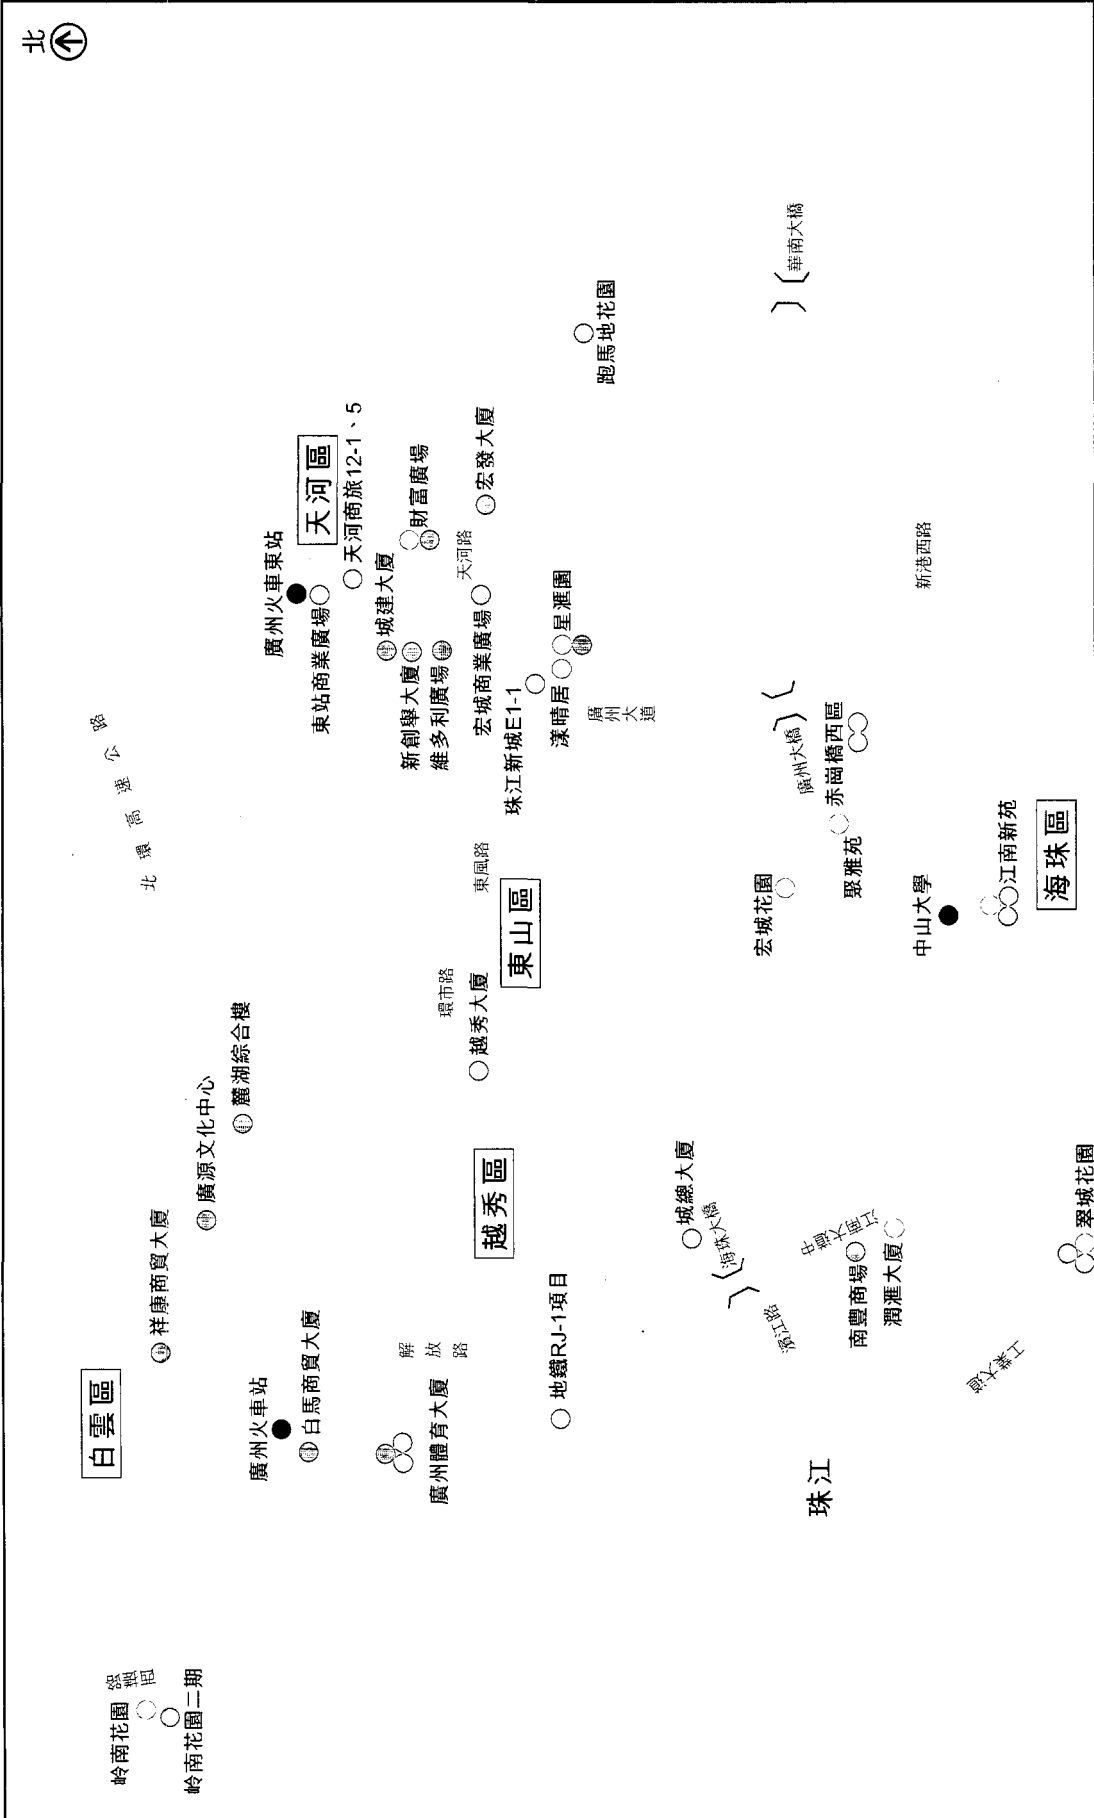 北
白雲區
天河區
越秀區
東山區
海珠區
北環高速公路
嶺南花園
嶺南花園二期
祥康商貿大廈
廣源文化中心
麓湖綜合樓
廣州火車站
白馬商貿大廈
廣州體育大廈
解放路
地鐵RJ-1項目
越秀大廈
環市路
東風路
廣州火車東站
東站商業廣場
天河商旅12-1、5
城建大廈
新創舉大廈
維多利廣場
財富廣場
天河路
宏城商業廣場
宏發大廈
珠江新城E1-1
漾晴居
星滙園
廣州大道
跑馬地花園
華南大橋
城總大廈
海珠大橋
濱江路
珠江
宏城花園
廣州大橋
聚雅苑
赤崗橋西區
新港西路
中山大學
江南新苑
南豐商場
江南大道中
潤滙大廈
工業大道
翠城花園